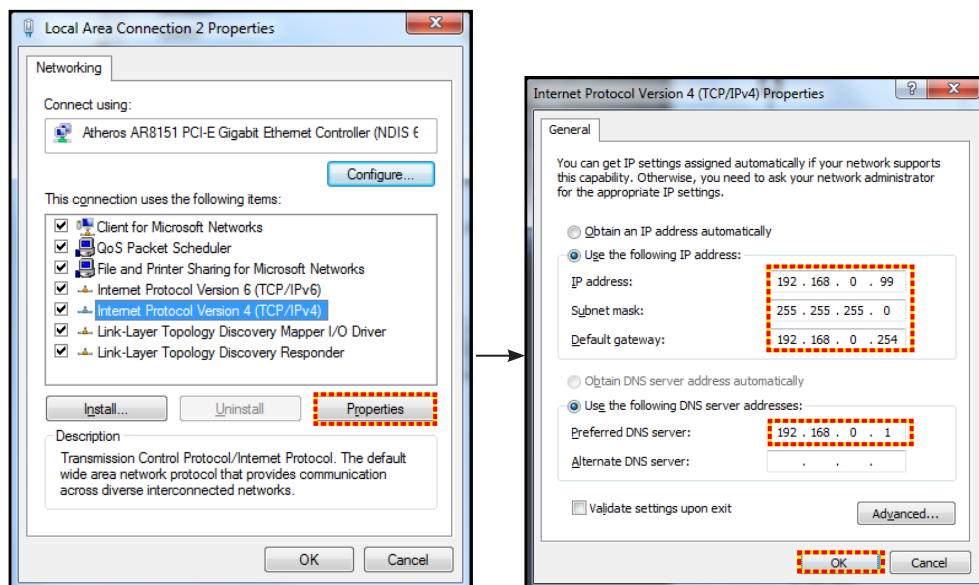 Local Area Connection 2 Properties
Networking
Connect using:
Atheros AR8151 PCI-E Gigabit Ethernet Controller (NDIS 6
Configure...
This connection uses the following items:
Client for Microsoft Networks
QoS Packet Scheduler
File and Printer Sharing for Microsoft Networks
Internet Protocol Version 6 (TCP/IPv6)
Internet Protocol Version 4 (TCP/IPv4)
Link-Layer Topology Discovery Mapper I/O Driver
Link-Layer Topology Discovery Responder
Install...
Uninstall
Properties
Description
Transmission Control Protocol/Internet Protocol. The default
wide area network protocol that provides communication
across diverse interconnected networks.
OK
Cancel
Internet Protocol Version 4 (TCP/IPv4) Properties
General
You can get IP settings assigned automatically if your network supports
this capability. Otherwise, you need to ask your network administrator
for the appropriate IP settings.
Obtain an IP address automatically
Use the following IP address:
IP address: 192 . 168 . 0 . 99
Subnet mask: 255 . 255 . 255 . 0
Default gateway: 192 . 168 . 0 . 254
Obtain DNS server address automatically
Use the following DNS server addresses:
Preferred DNS server: 192 . 168 . 0 . 1
Alternate DNS server: . . .
Validate settings upon exit
Advanced...
OK
Cancel